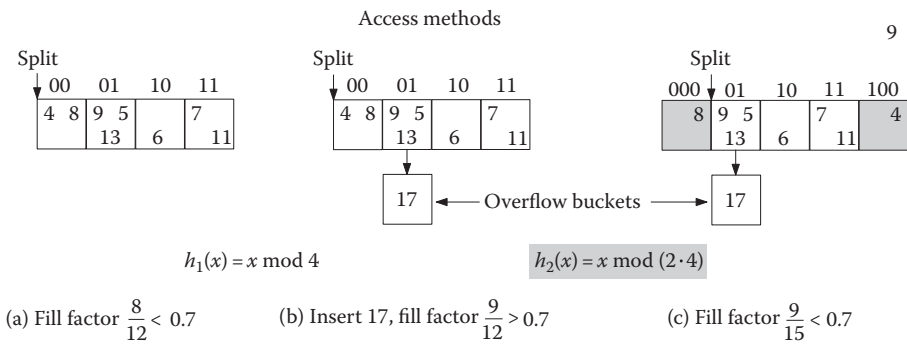 Access methods
9
Split
00 01 10 11
4 8 9 5 7
13 6 11
Split
00 01 10 11
4 8 9 5 7
13 6 11
17
Split
000 01 10 11 100
8 9 5 7 4
13 6 11
17
Overflow buckets
h₁(x) = x mod 4
h₂(x) = x mod (2·4)
(a) Fill factor 8/12 < 0.7
(b) Insert 17, fill factor 9/12 > 0.7
(c) Fill factor 9/15 < 0.7